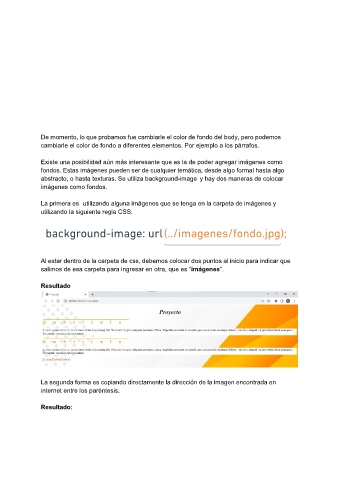 De momento, lo que probamos fue cambiarle el color de fondo del body, pero podemos
cambiarle el color de fondo a diferentes elementos. Por ejemplo a los párrafos.
Existe una posibilidad aún más interesante que es la de poder agregar imágenes como
fondos. Estas imágenes pueden ser de cualquier temática, desde algo formal hasta algo
abstracto, o hasta texturas. Se utiliza background-image y hay dos maneras de colocar
imágenes como fondos.
La primera es utilizando alguna imágenes que se tenga en la carpeta de imágenes y
utilizando la siguiente regla CSS:
background-image: url(../imagenes/fondo.jpg);
Al estar dentro de la carpeta de css, debemos colocar dos puntos al inicio para indicar que
salimos de esa carpeta para ingresar en otra, que es "imágenes".
Resultado
Proyecto
La segunda forma es copiando directamente la dirección de la imagen encontrada en
internet entre los paréntesis.
Resultado: